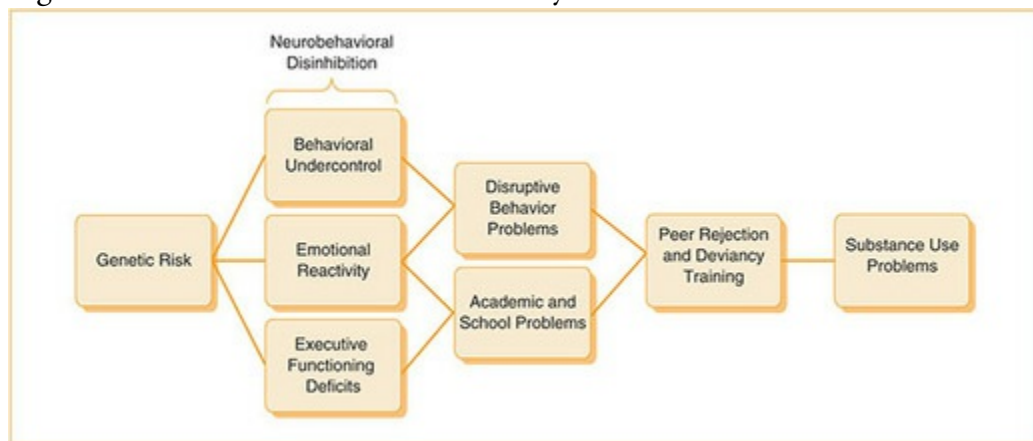 Neurobehavioral
Disinhibition
Behavioral
Undercontrol
Genetic Risk
Emotional
Reactivity
Executive
Functioning
Deficits
Disruptive
Behavior
Problems
Academic and
School Problems
Peer Rejection
and Deviancy
Training
Substance Use
Problems